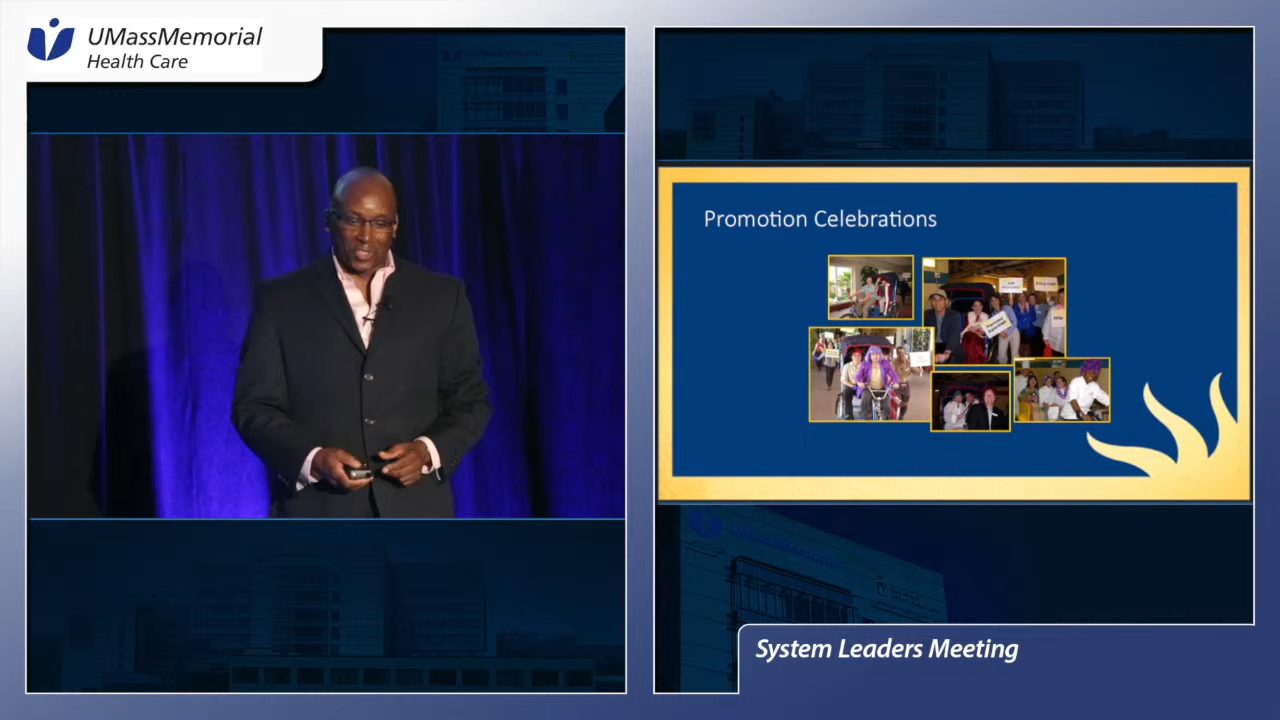 UMassMemorial
Health Care
Promotion Celebrations
System Leaders Meeting